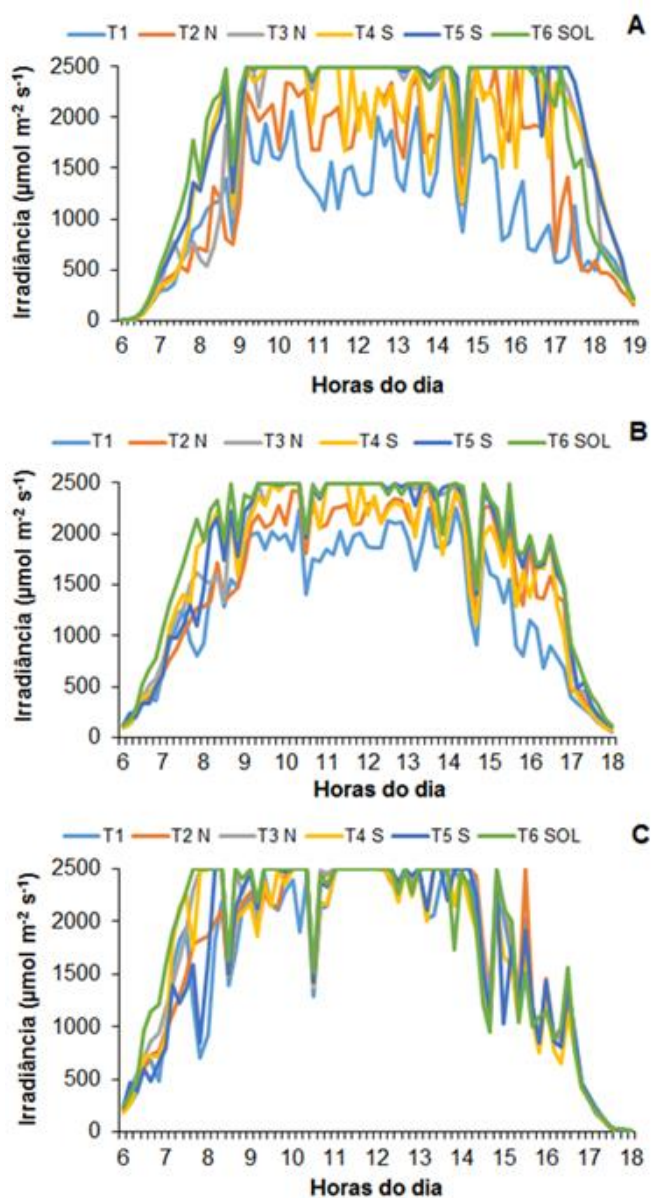 T1 T2 N T3 N T4 S T5 S T6 SOL A
Irradiância (µmol m⁻² s⁻¹)
2500
2000
1500
1000
500
0
6 7 8 9 10 11 12 13 14 15 16 17 18 19
Horas do dia
T1 T2 N T3 N T4 S T5 S T6 SOL B
Irradiância (µmol m⁻² s⁻¹)
2500
2000
1500
1000
500
0
6 7 8 9 10 11 12 13 14 15 16 17 18
Horas do dia
T1 T2 N T3 N T4 S T5 S T6 SOL C
Irradiância (µmol m⁻² s⁻¹)
2500
2000
1500
1000
500
0
6 7 8 9 10 11 12 13 14 15 16 17 18
Horas do dia